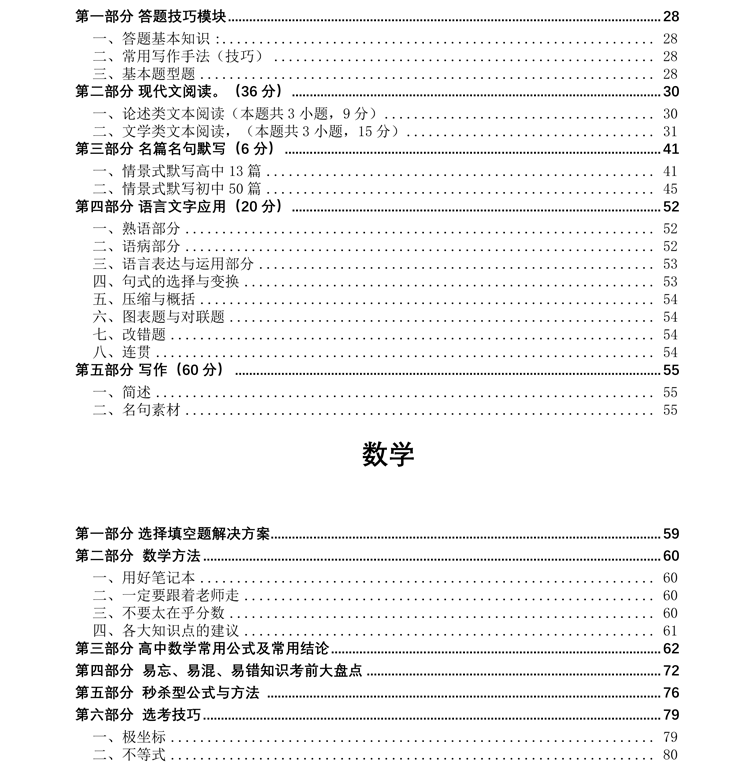 第一部分 答题技巧模块........28
一、答题基本知识:........ 28
二、常用写作手法（技巧）........ 28
三、基本题型题........ 28
第二部分 现代文阅读。（36 分）........30
一、论述类文本阅读（本题共 3 小题，9 分）........ 30
二、文学类文本阅读，（本题共 3 小题，15 分）........ 31
第三部分 名篇名句默写（6 分）........41
一、情景式默写高中 13 篇........ 41
二、情景式默写初中 50 篇........ 45
第四部分 语言文字应用（20 分）........52
一、熟语部分........ 52
二、语病部分........ 52
三、语言表达与运用部分........ 53
四、句式的选择与变换........ 53
五、压缩与概括........ 54
六、图表题与对联题........ 54
七、改错题........ 54
八、连贯........ 54
第五部分 写作（60 分）........55
一、简述........ 55
二、名句素材........ 55
数学
第一部分 选择填空题解决方案........59
第二部分 数学方法........60
一、用好笔记本........ 60
二、一定要跟着老师走........ 60
三、不要太在乎分数........ 60
四、各大知识点的建议........ 61
第三部分 高中数学常用公式及常用结论........62
第四部分 易忘、易混、易错知识考前大盘点........72
第五部分 秒杀型公式与方法........76
第六部分 选考技巧........79
一、极坐标........ 79
二、不等式........ 80